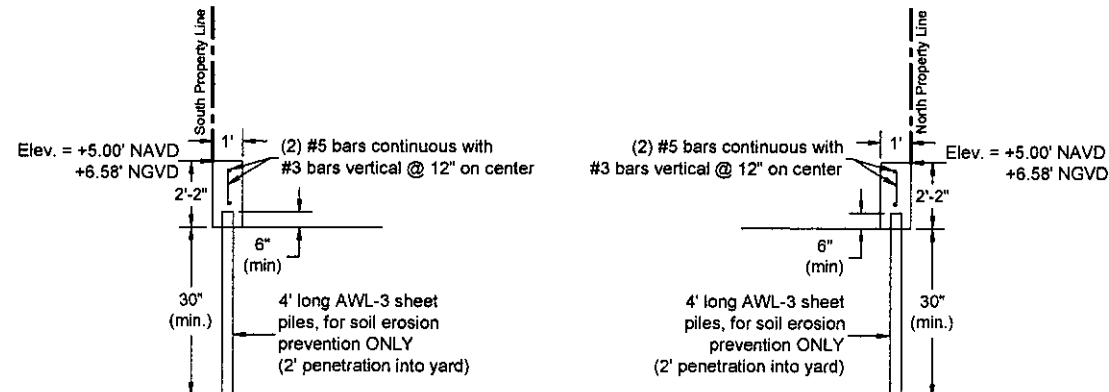 South Property Line
1'
Elev. = +5.00' NAVD
+6.58' NGVD
2'-2"
(2) #5 bars continuous with
#3 bars vertical @ 12" on center
6"
(min)
30"
(min.)
4' long AWL-3 sheet
piles, for soil erosion
prevention ONLY
(2' penetration into yard)
North Property Line
1'
(2) #5 bars continuous with
#3 bars vertical @ 12" on center
Elev. = +5.00' NAVD
+6.58' NGVD
2'-2"
6"
(min)
4' long AWL-3 sheet
piles, for soil erosion
prevention ONLY
(2' penetration into yard)
30"
(min.)